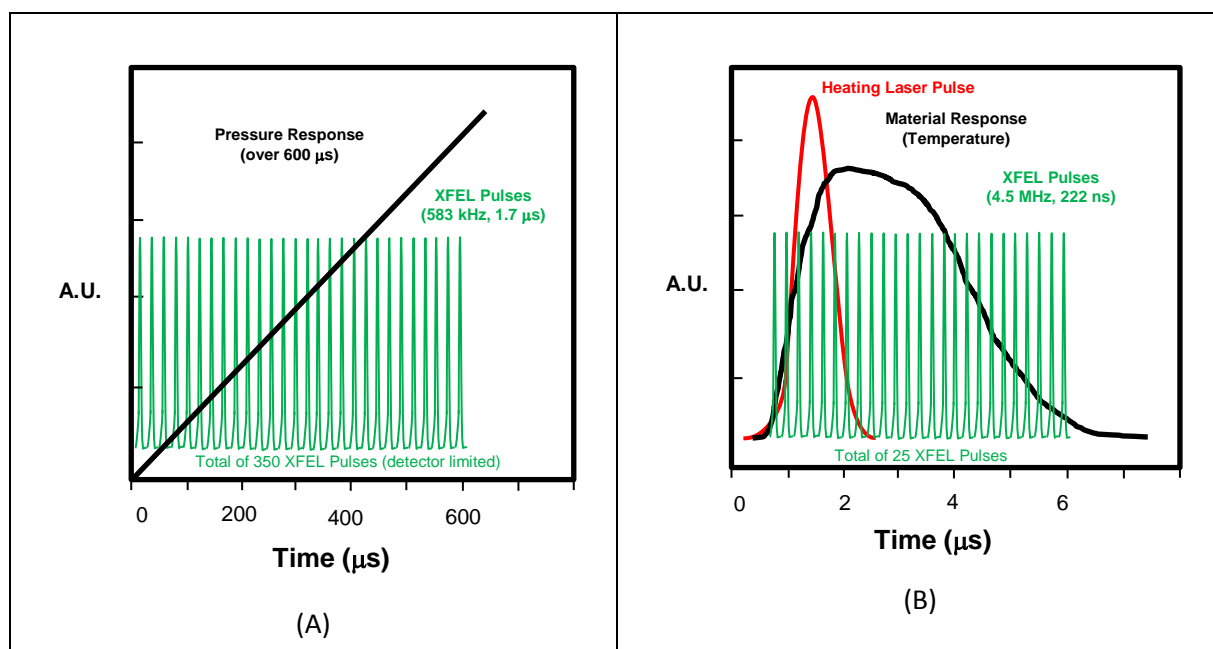 Pressure Response
(over 600 μs)
XFEL Pulses
(583 kHz, 1.7 μs)
A.U.
Total of 350 XFEL Pulses (detector limited)
0
200
400
600
Time (μs)
(A)
Heating Laser Pulse
Material Response
(Temperature)
XFEL Pulses
(4.5 MHz, 222 ns)
A.U.
Total of 25 XFEL Pulses
0
2
4
6
Time (μs)
(B)